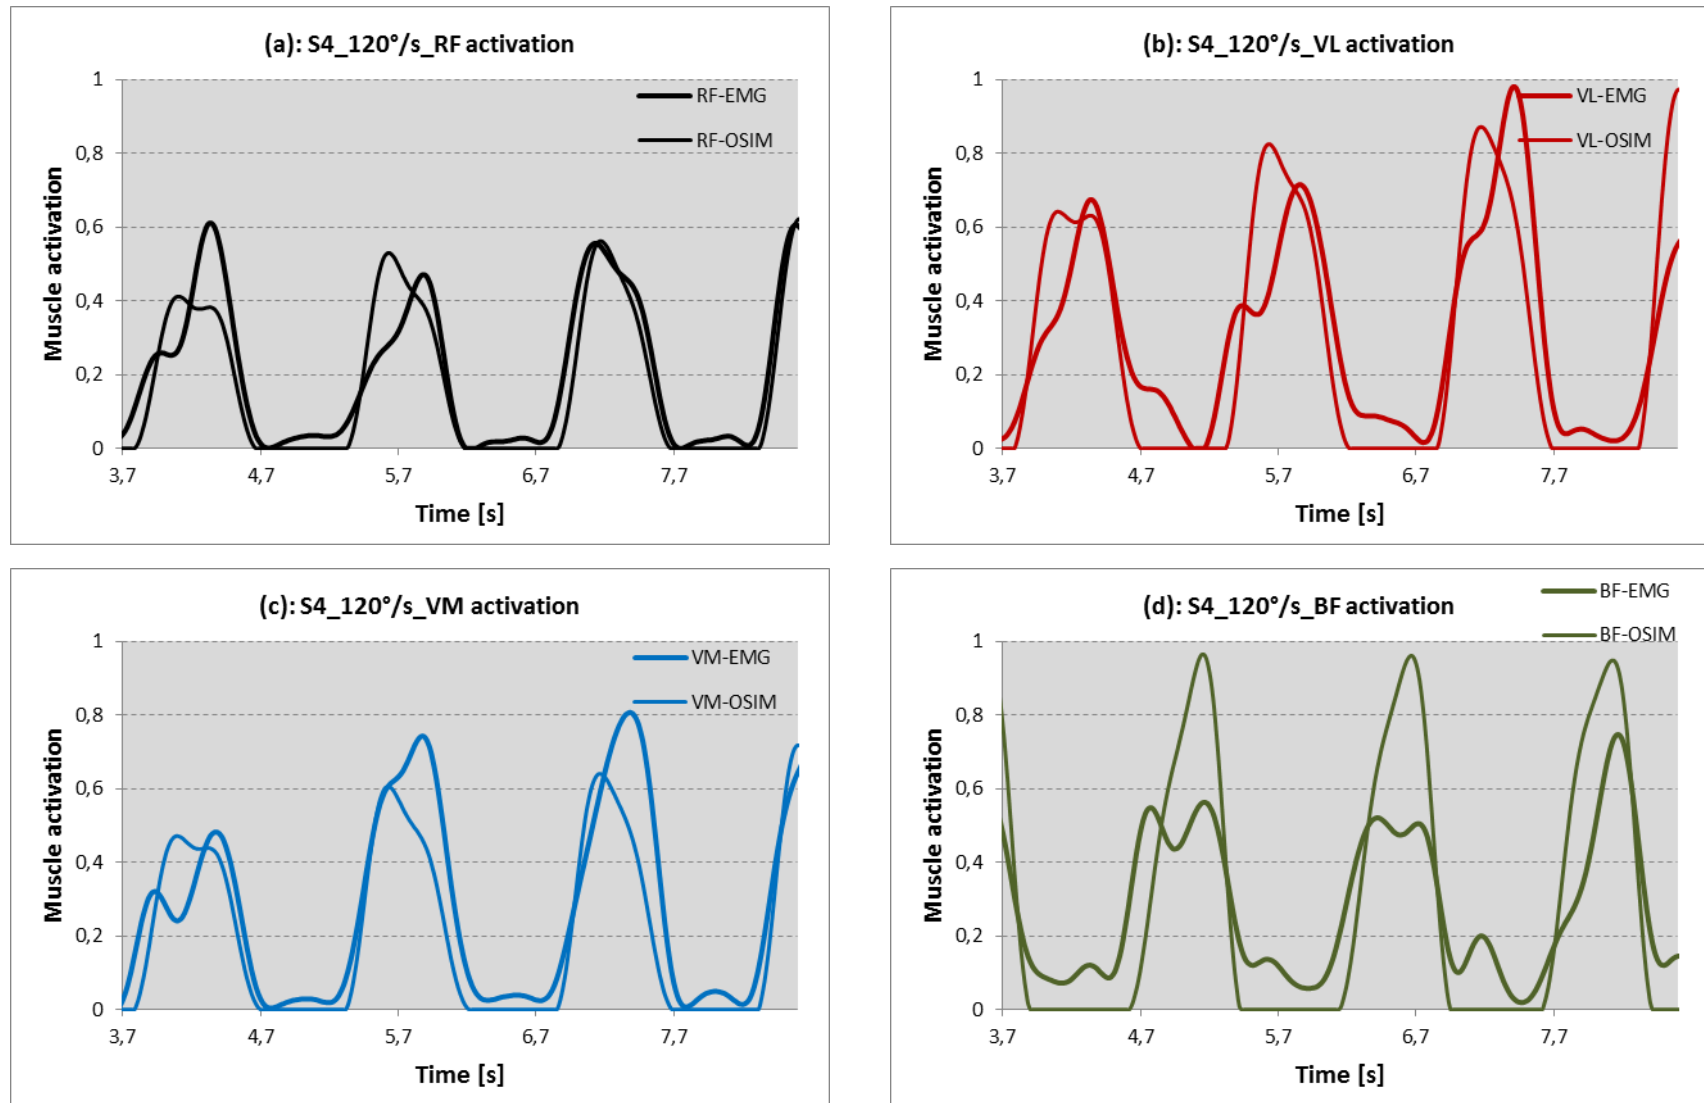 (a): S4_120°/s_RF activation
1
0,8
0,6
0,4
0,2
0
Muscle activation
RF-EMG
RF-OSIM
3,7 4,7 5,7 6,7 7,7
Time [s]
(b): S4_120°/s_VL activation
1
0,8
0,6
0,4
0,2
0
Muscle activation
VL-EMG
VL-OSIM
3,7 4,7 5,7 6,7 7,7
Time [s]
(c): S4_120°/s_VM activation
1
0,8
0,6
0,4
0,2
0
Muscle activation
VM-EMG
VM-OSIM
3,7 4,7 5,7 6,7 7,7
Time [s]
(d): S4_120°/s_BF activation
BF-EMG
BF-OSIM
1
0,8
0,6
0,4
0,2
0
Muscle activation
3,7 4,7 5,7 6,7 7,7
Time [s]